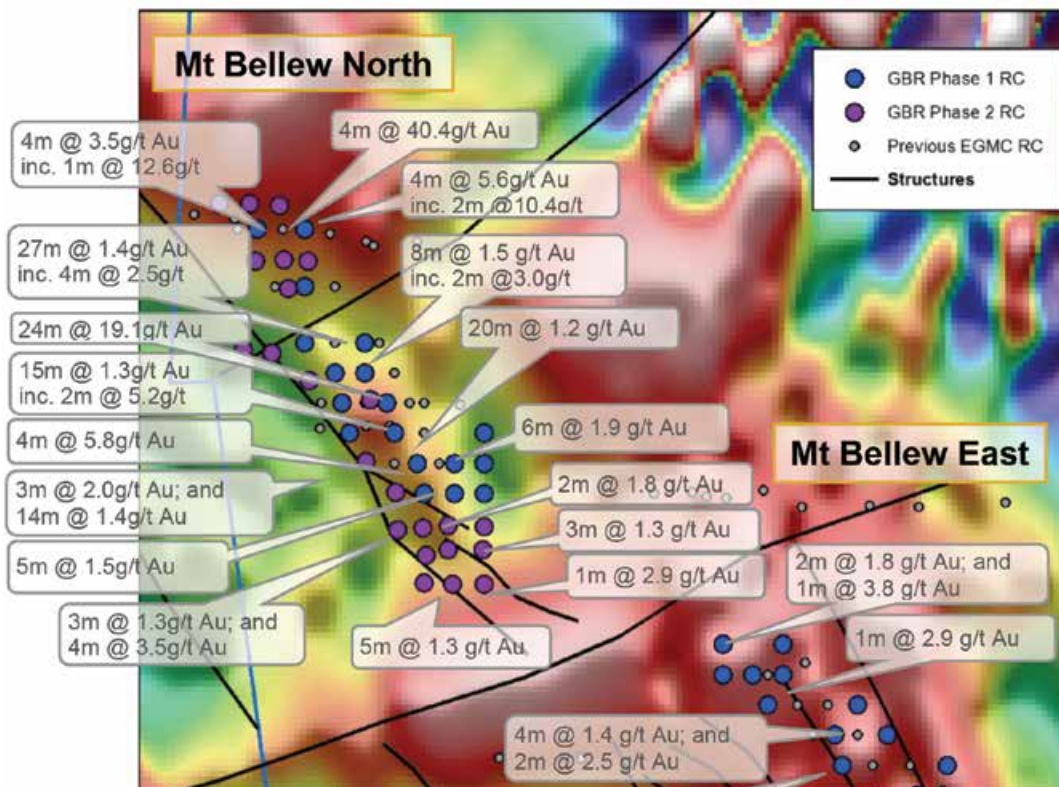 Mt Bellew North
GBR Phase 1 RC
GBR Phase 2 RC
Previous EGMC RC
Structures
4m @ 3.5g/t Au
inc. 1m @ 12.6g/t
4m @ 40.4g/t Au
4m @ 5.6g/t Au
inc. 2m @10.4g/t
27m @ 1.4g/t Au
inc. 4m @ 2.5g/t
8m @ 1.5 g/t Au
inc. 2m @3.0g/t
24m @ 19.1g/t Au
20m @ 1.2 g/t Au
15m @ 1.3g/t Au
inc. 2m @ 5.2g/t
4m @ 5.8g/t Au
6m @ 1.9 g/t Au
Mt Bellew East
3m @ 2.0g/t Au; and
14m @ 1.4g/t Au
2m @ 1.8 g/t Au
3m @ 1.3 g/t Au
5m @ 1.5g/t Au
1m @ 2.9 g/t Au
2m @ 1.8 g/t Au; and
1m @ 3.8 g/t Au
3m @ 1.3g/t Au; and
4m @ 3.5g/t Au
5m @ 1.3 g/t Au
1m @ 2.9 g/t Au
4m @ 1.4 g/t Au; and
2m @ 2.5 g/t Au